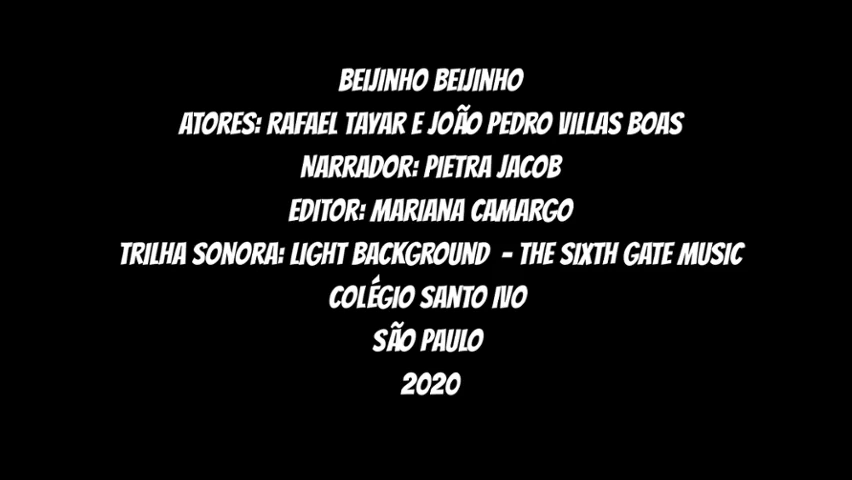 BEIJINHO BEIJINHO
ATORES: RAFAEL TAYAR E JOÃO PEDRO VILLAS BOAS
NARRADOR: PIETRA JACOB
EDITOR: MARIANA CAMARGO
TRILHA SONORA: LIGHT BACKGROUND - THE SIXTH GATE MUSIC
COLÉGIO SANTO IVO
SÃO PAULO
2020